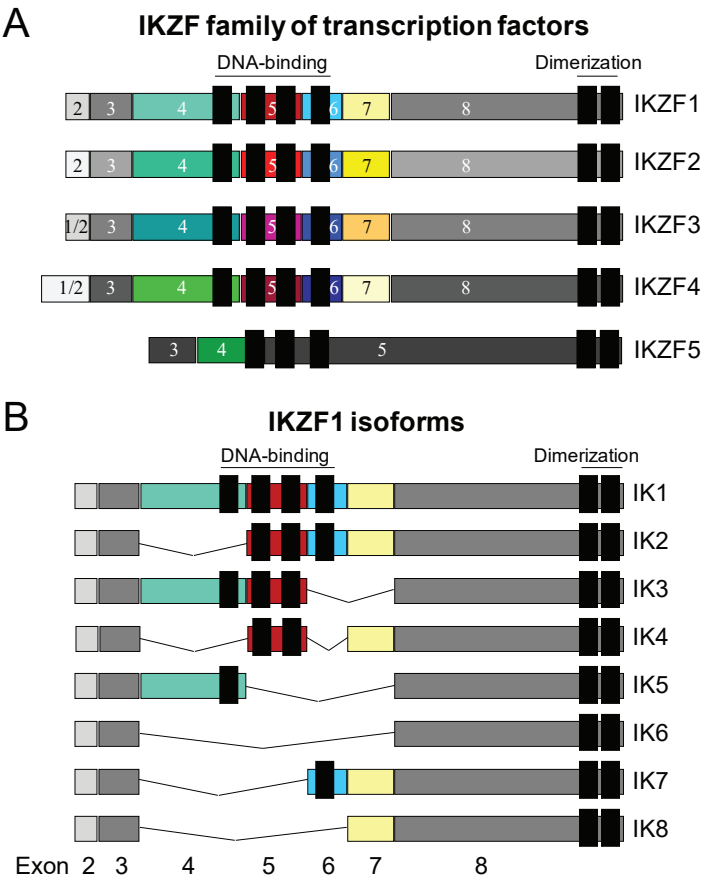 A IKZF family of transcription factors
DNA-binding Dimerization
2 3 4 5 6 7 8 IKZF1
2 3 4 5 6 7 8 IKZF2
1/2 3 4 5 6 7 8 IKZF3
1/2 3 4 5 6 7 8 IKZF4
3 4 5 IKZF5
B IKZF1 isoforms
DNA-binding Dimerization
IK1
IK2
IK3
IK4
IK5
IK6
IK7
IK8
Exon 2 3 4 5 6 7 8